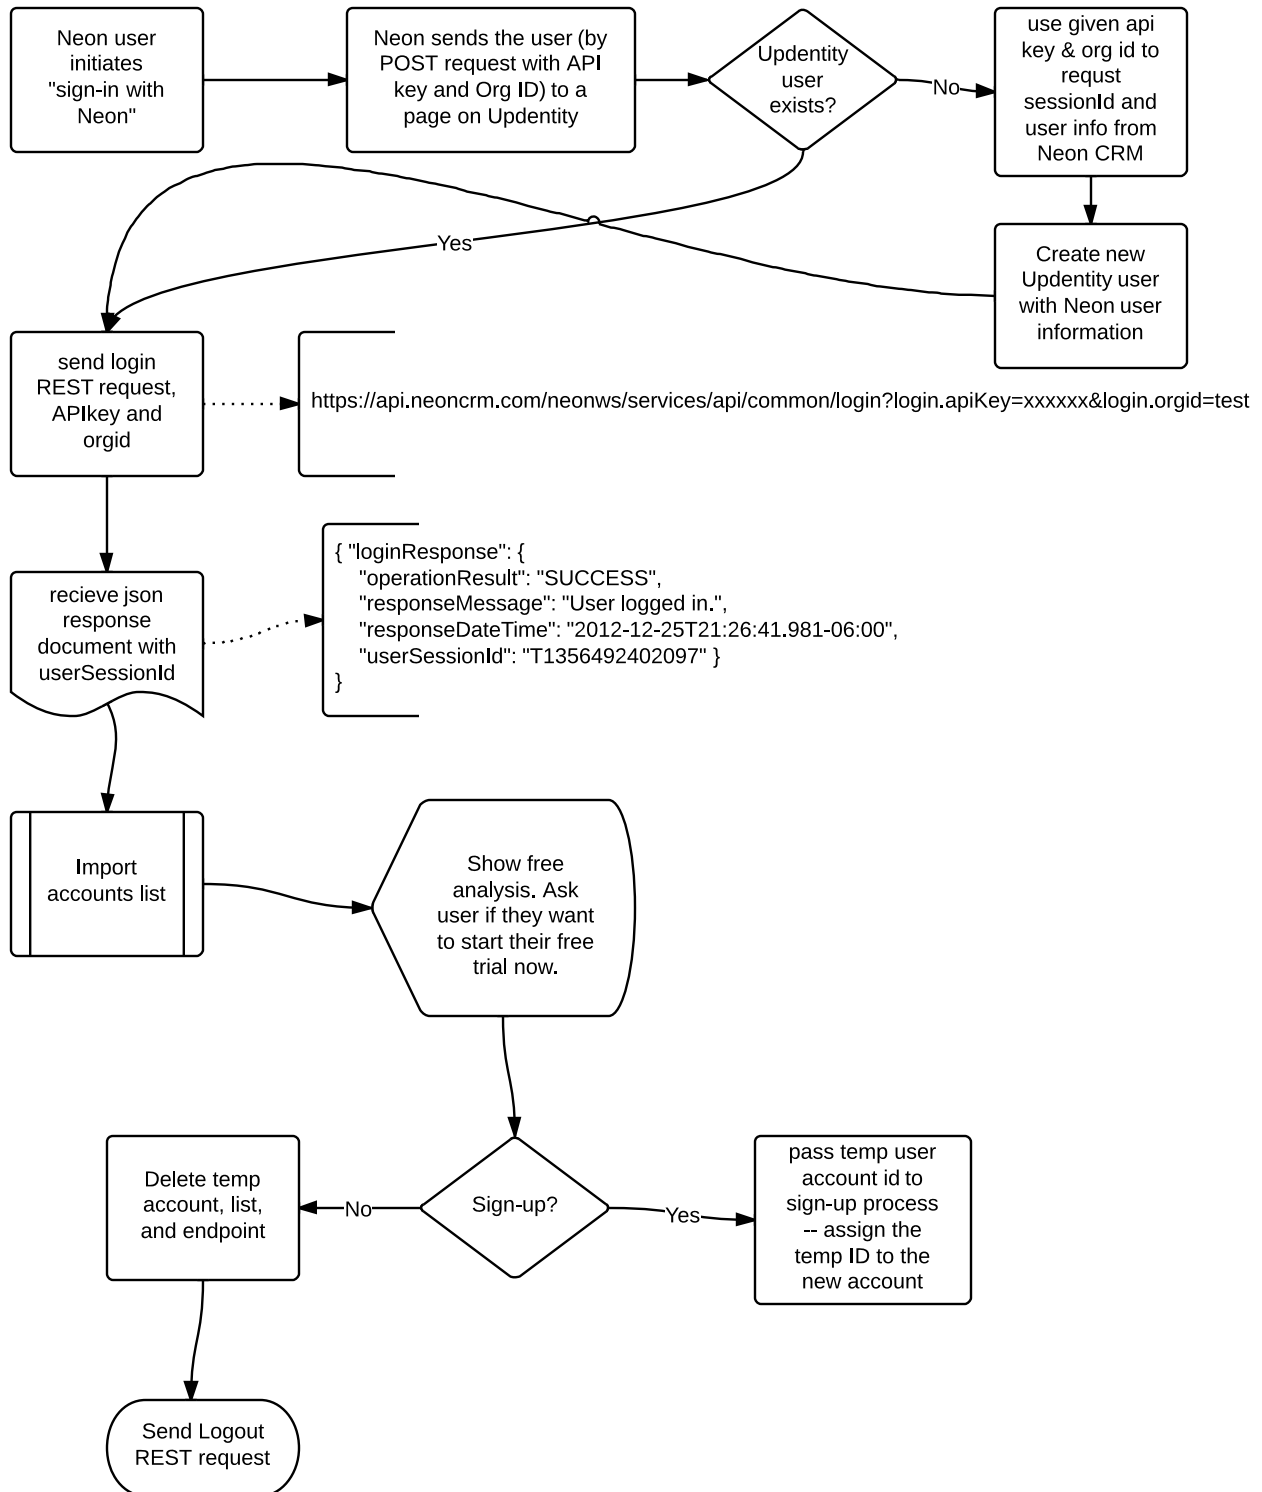 Neon user
initiates
"sign-in with
Neon"
Neon sends the user (by
POST request with API
key and Org ID) to a
page on Updentity
Updentity
user
exists?
No
use given api
key & org id to
requst
sessionId and
user info from
Neon CRM
Create new
Updentity user
with Neon user
information
Yes
send login
REST request,
APIkey and
orgid
https://api.neoncrm.com/neonws/services/api/common/login?login.apiKey=xxxxxx&login.orgid=test
recieve json
response
document with
userSessionId
{ "loginResponse": {
"operationResult": "SUCCESS",
"responseMessage": "User logged in.",
"responseDateTime": "2012-12-25T21:26:41.981-06:00",
"userSessionId": "T1356492402097" }
}
Import
accounts list
Show free
analysis. Ask
user if they want
to start their free
trial now.
Sign-up?
No
Delete temp
account, list,
and endpoint
Yes
pass temp user
account id to
sign-up process
-- assign the
temp ID to the
new account
Send Logout
REST request